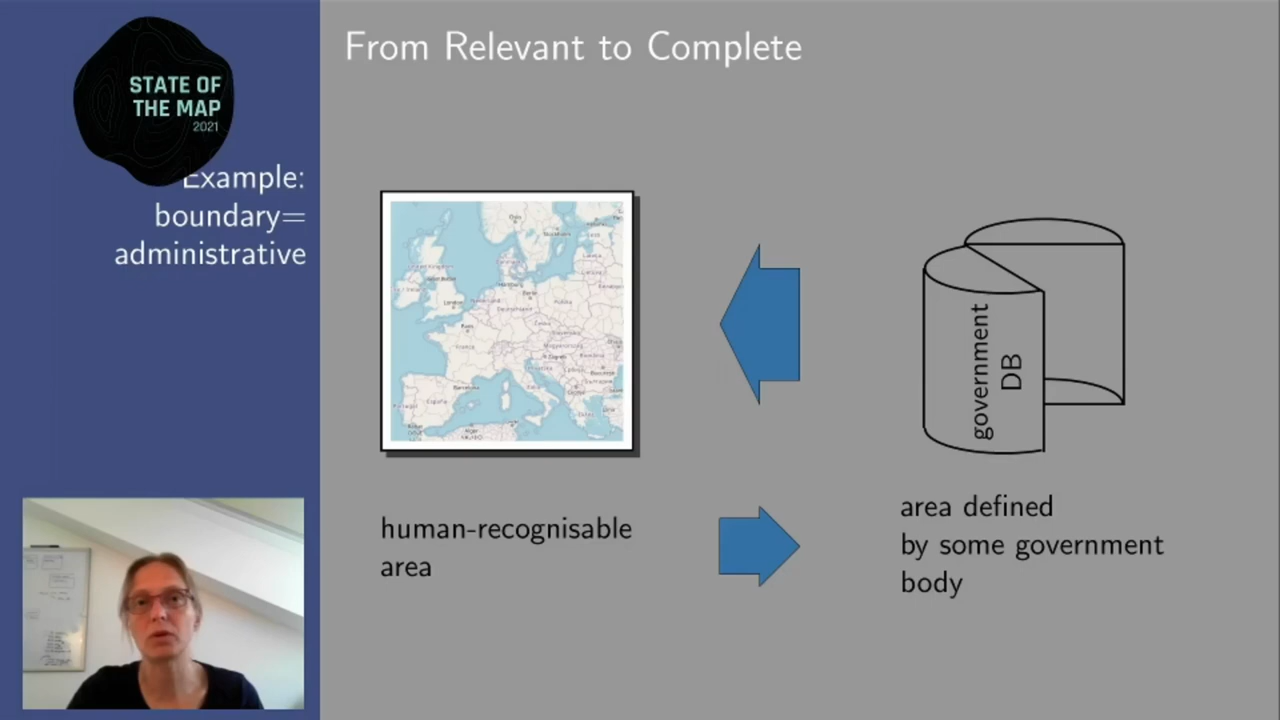 From Relevant to Complete
STATE OF
THE MAP
2021
Example:
boundary=
administrative
government
DB
human-recognisable
area
area defined
by some government
body